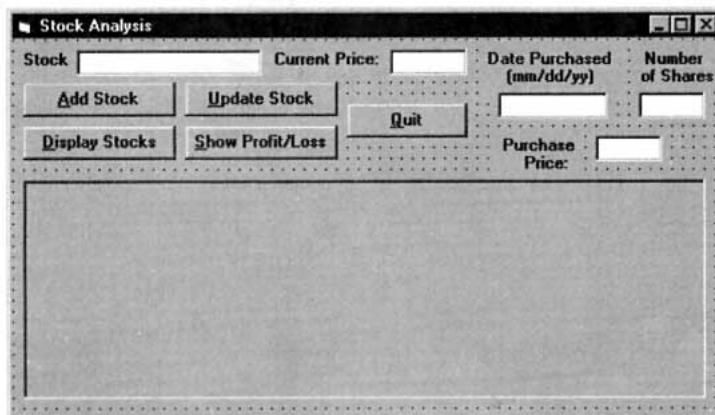 Stock Analysis
Stock
Current Price:
Date Purchased
(mm/dd/yy)
Number
of Shares
Add Stock
Update Stock
Quit
Display Stocks
Show Profit/Loss
Purchase
Price: